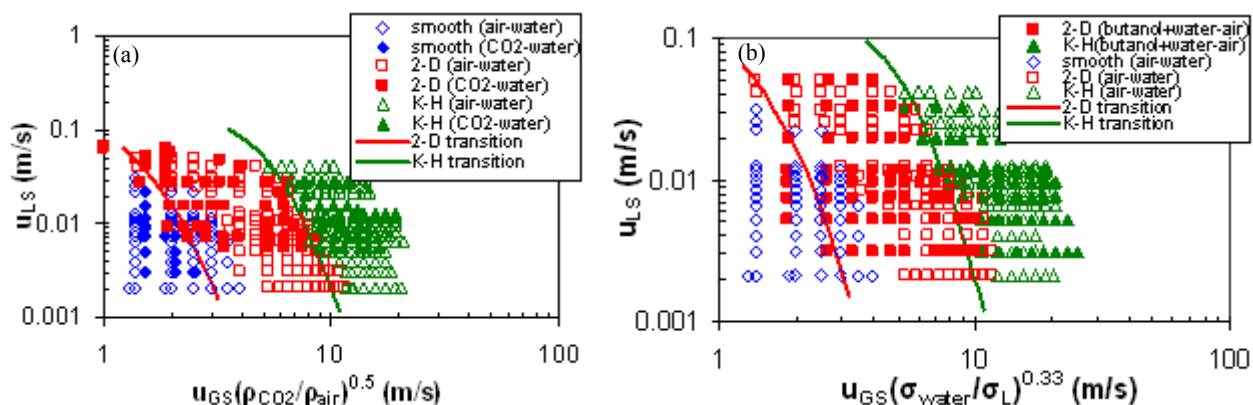 (a)
smooth (air-water)
smooth (CO2-water)
2-D (air-water)
2-D (CO2-water)
K-H (air-water)
K-H (CO2-water)
2-D transition
K-H transition
1
0.1
0.01
0.001
uLS (m/s)
1
10
100
uGS(ρCO2/ρair)^0.5 (m/s)
(b)
2-D (butanol+water-air)
K-H(butanol+water-air)
smooth (air-water)
2-D (air-water)
K-H (air-water)
2-D transition
K-H transition
0.1
0.01
0.001
uLS (m/s)
1
10
100
uGS(σwater/σL)^0.33 (m/s)